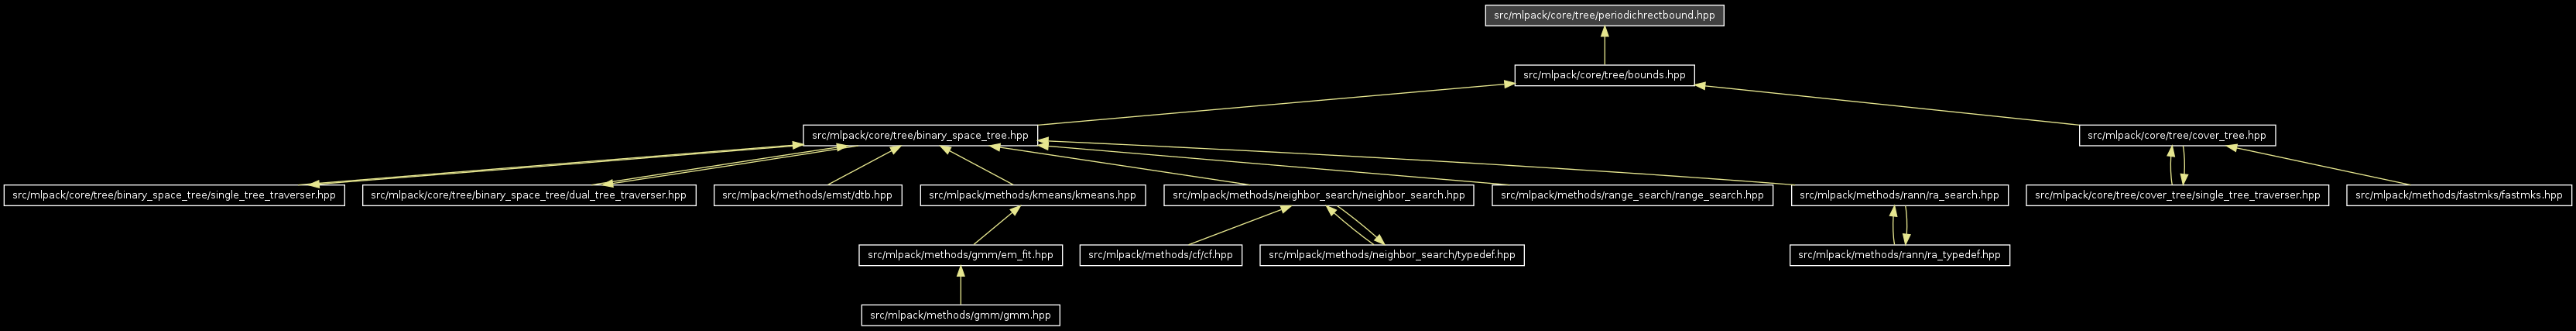 src/mlpack/core/tree/periodichrectbound.hpp
src/mlpack/core/tree/bounds.hpp
src/mlpack/core/tree/binary_space_tree.hpp
src/mlpack/core/tree/cover_tree.hpp
src/mlpack/core/tree/binary_space_tree/single_tree_traverser.hpp
src/mlpack/core/tree/binary_space_tree/dual_tree_traverser.hpp
src/mlpack/methods/emst/dtb.hpp
src/mlpack/methods/kmeans/kmeans.hpp
src/mlpack/methods/neighbor_search/neighbor_search.hpp
src/mlpack/methods/range_search/range_search.hpp
src/mlpack/methods/rann/ra_search.hpp
src/mlpack/core/tree/cover_tree/single_tree_traverser.hpp
src/mlpack/methods/fastmks/fastmks.hpp
src/mlpack/methods/gmm/em_fit.hpp
src/mlpack/methods/cf/cf.hpp
src/mlpack/methods/neighbor_search/typedef.hpp
src/mlpack/methods/rann/ra_typedef.hpp
src/mlpack/methods/gmm/gmm.hpp